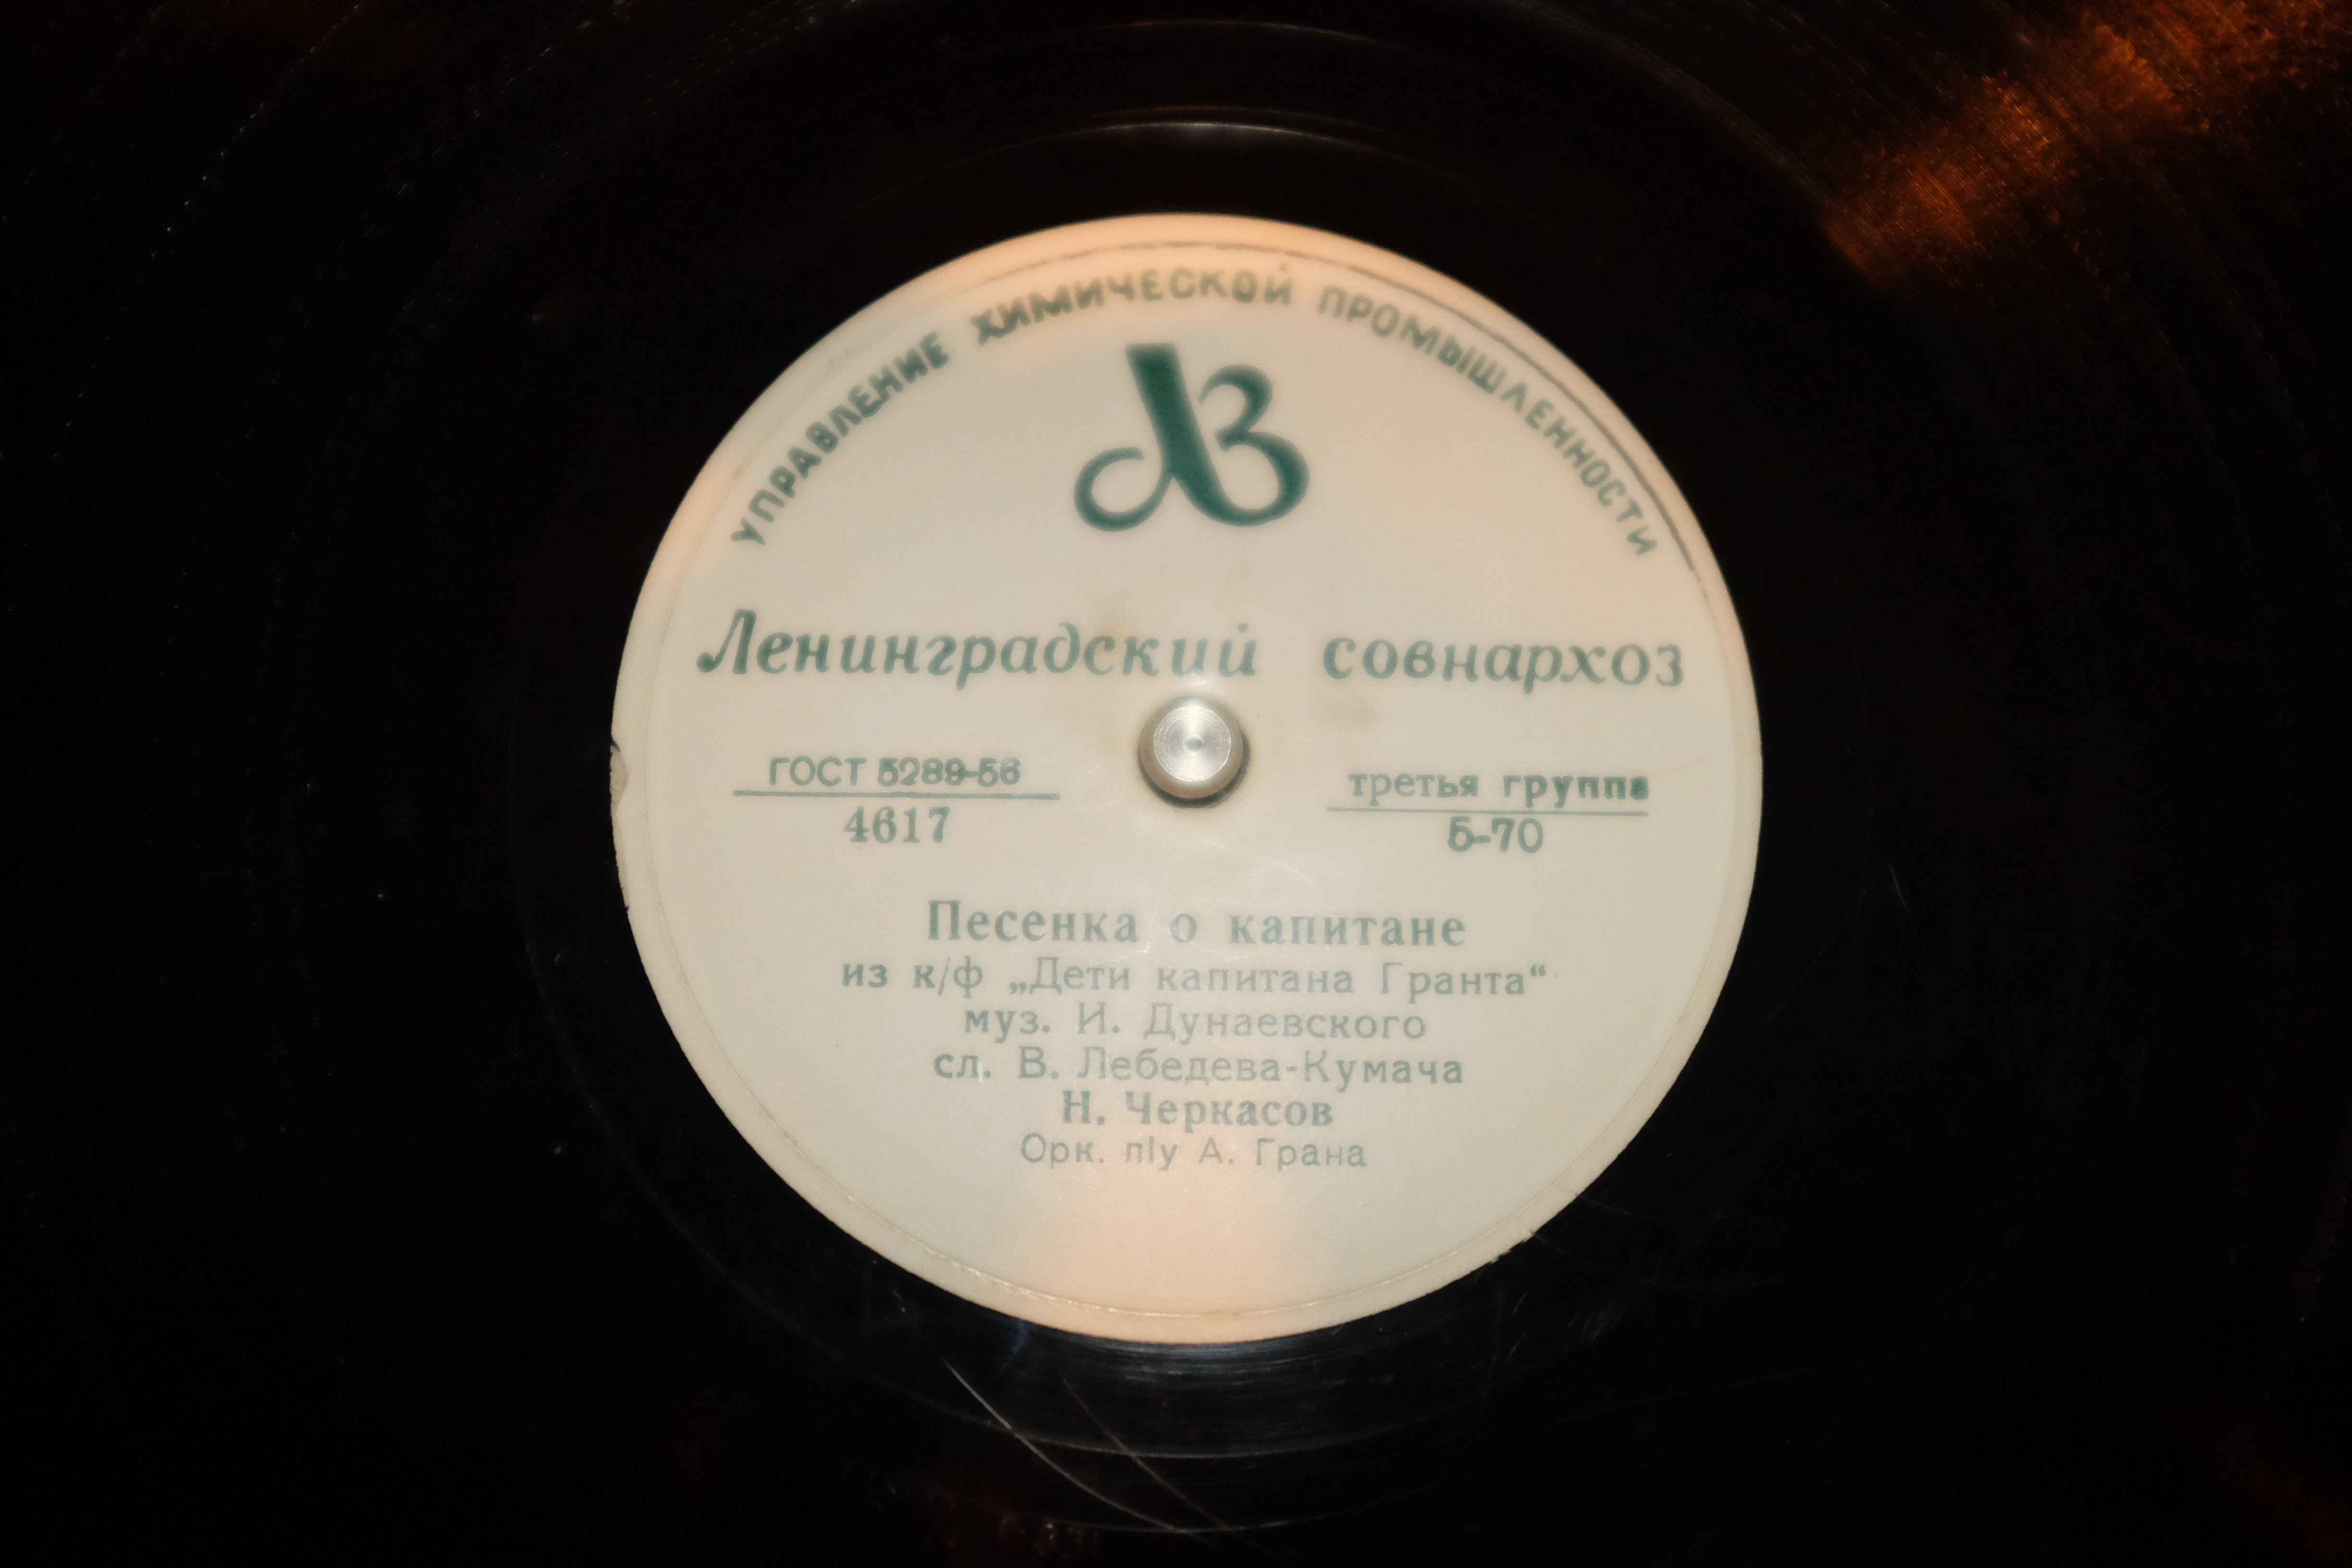 УПРАВЛЕНИЕ ХИМИЧЕСКОЙ ПРОМЫШЛЕННОСТИ
Ленинградский совнархоз
ГОСТ 5289-56
4617
третья группа
Б-70
Песенка о капитане
из к/ф „Дети капитана Гранта“
муз. И. Дунаевского
сл. В. Лебедева-Кумача
Н. Черкасов
Орк. п/у А. Грана